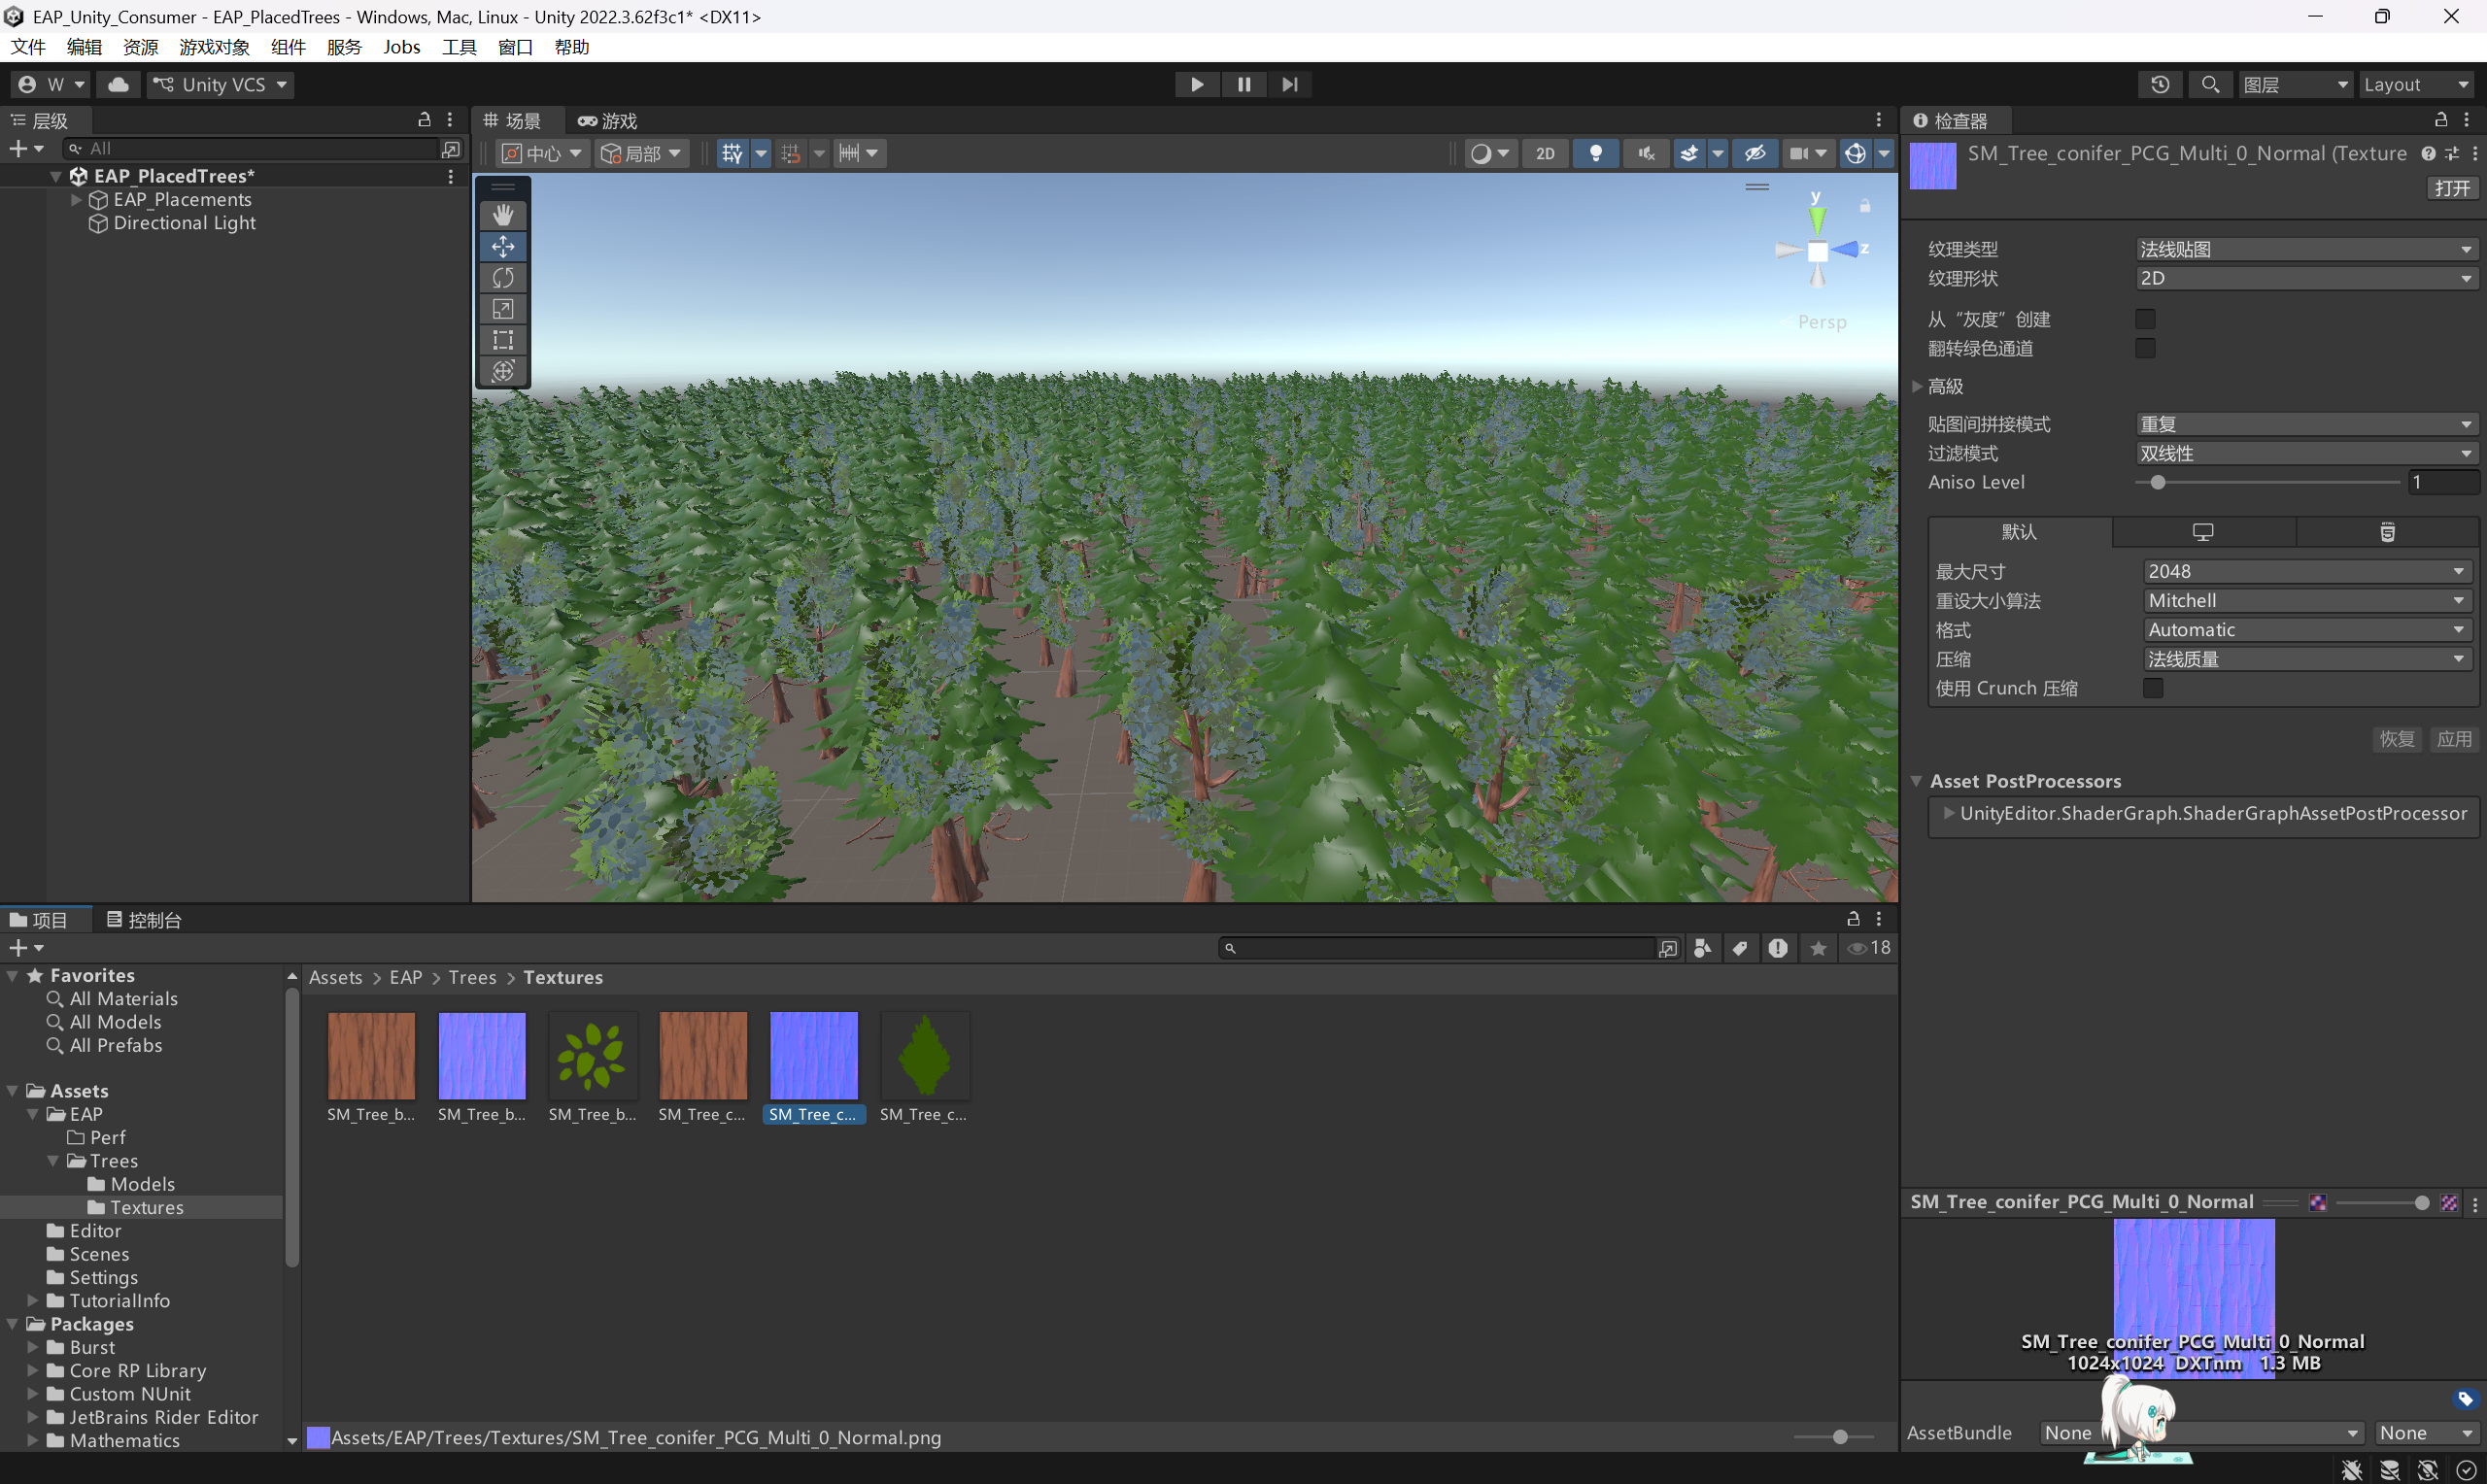 EAP_Unity_Consumer - EAP_PlacedTrees - Windows, Mac, Linux - Unity 2022.3.62f3c1* <DX11>
文件 编辑 资源 游戏对象 组件 服务 Jobs 工具 窗口 帮助
W Unity VCS 图层 Layout
层级
All
EAP_PlacedTrees*
EAP_Placements
Directional Light
场景 游戏
中心 局部 2D
y
z
Persp
检查器
SM_Tree_conifer_PCG_Multi_0_Normal (Texture
打开
纹理类型 法线贴图
纹理形状 2D
从“灰度”创建
翻转绿色通道
高級
贴图间拼接模式 重复
过滤模式 双线性
Aniso Level 1
默认
最大尺寸 2048
重设大小算法 Mitchell
格式 Automatic
压缩 法线质量
使用 Crunch 压缩
恢复 应用
Asset PostProcessors
UnityEditor.ShaderGraph.ShaderGraphAssetPostProcessor
项目 控制台
18
Favorites
All Materials
All Models
All Prefabs
Assets
EAP
Perf
Trees
Models
Textures
Editor
Scenes
Settings
TutorialInfo
Packages
Burst
Core RP Library
Custom NUnit
JetBrains Rider Editor
Mathematics
Assets > EAP > Trees > Textures
SM_Tree_b... SM_Tree_b... SM_Tree_b... SM_Tree_c... SM_Tree_c... SM_Tree_c...
Assets/EAP/Trees/Textures/SM_Tree_conifer_PCG_Multi_0_Normal.png
SM_Tree_conifer_PCG_Multi_0_Normal
SM_Tree_conifer_PCG_Multi_0_Normal
1024x1024 DXTnm 1.3 MB
AssetBundle None None